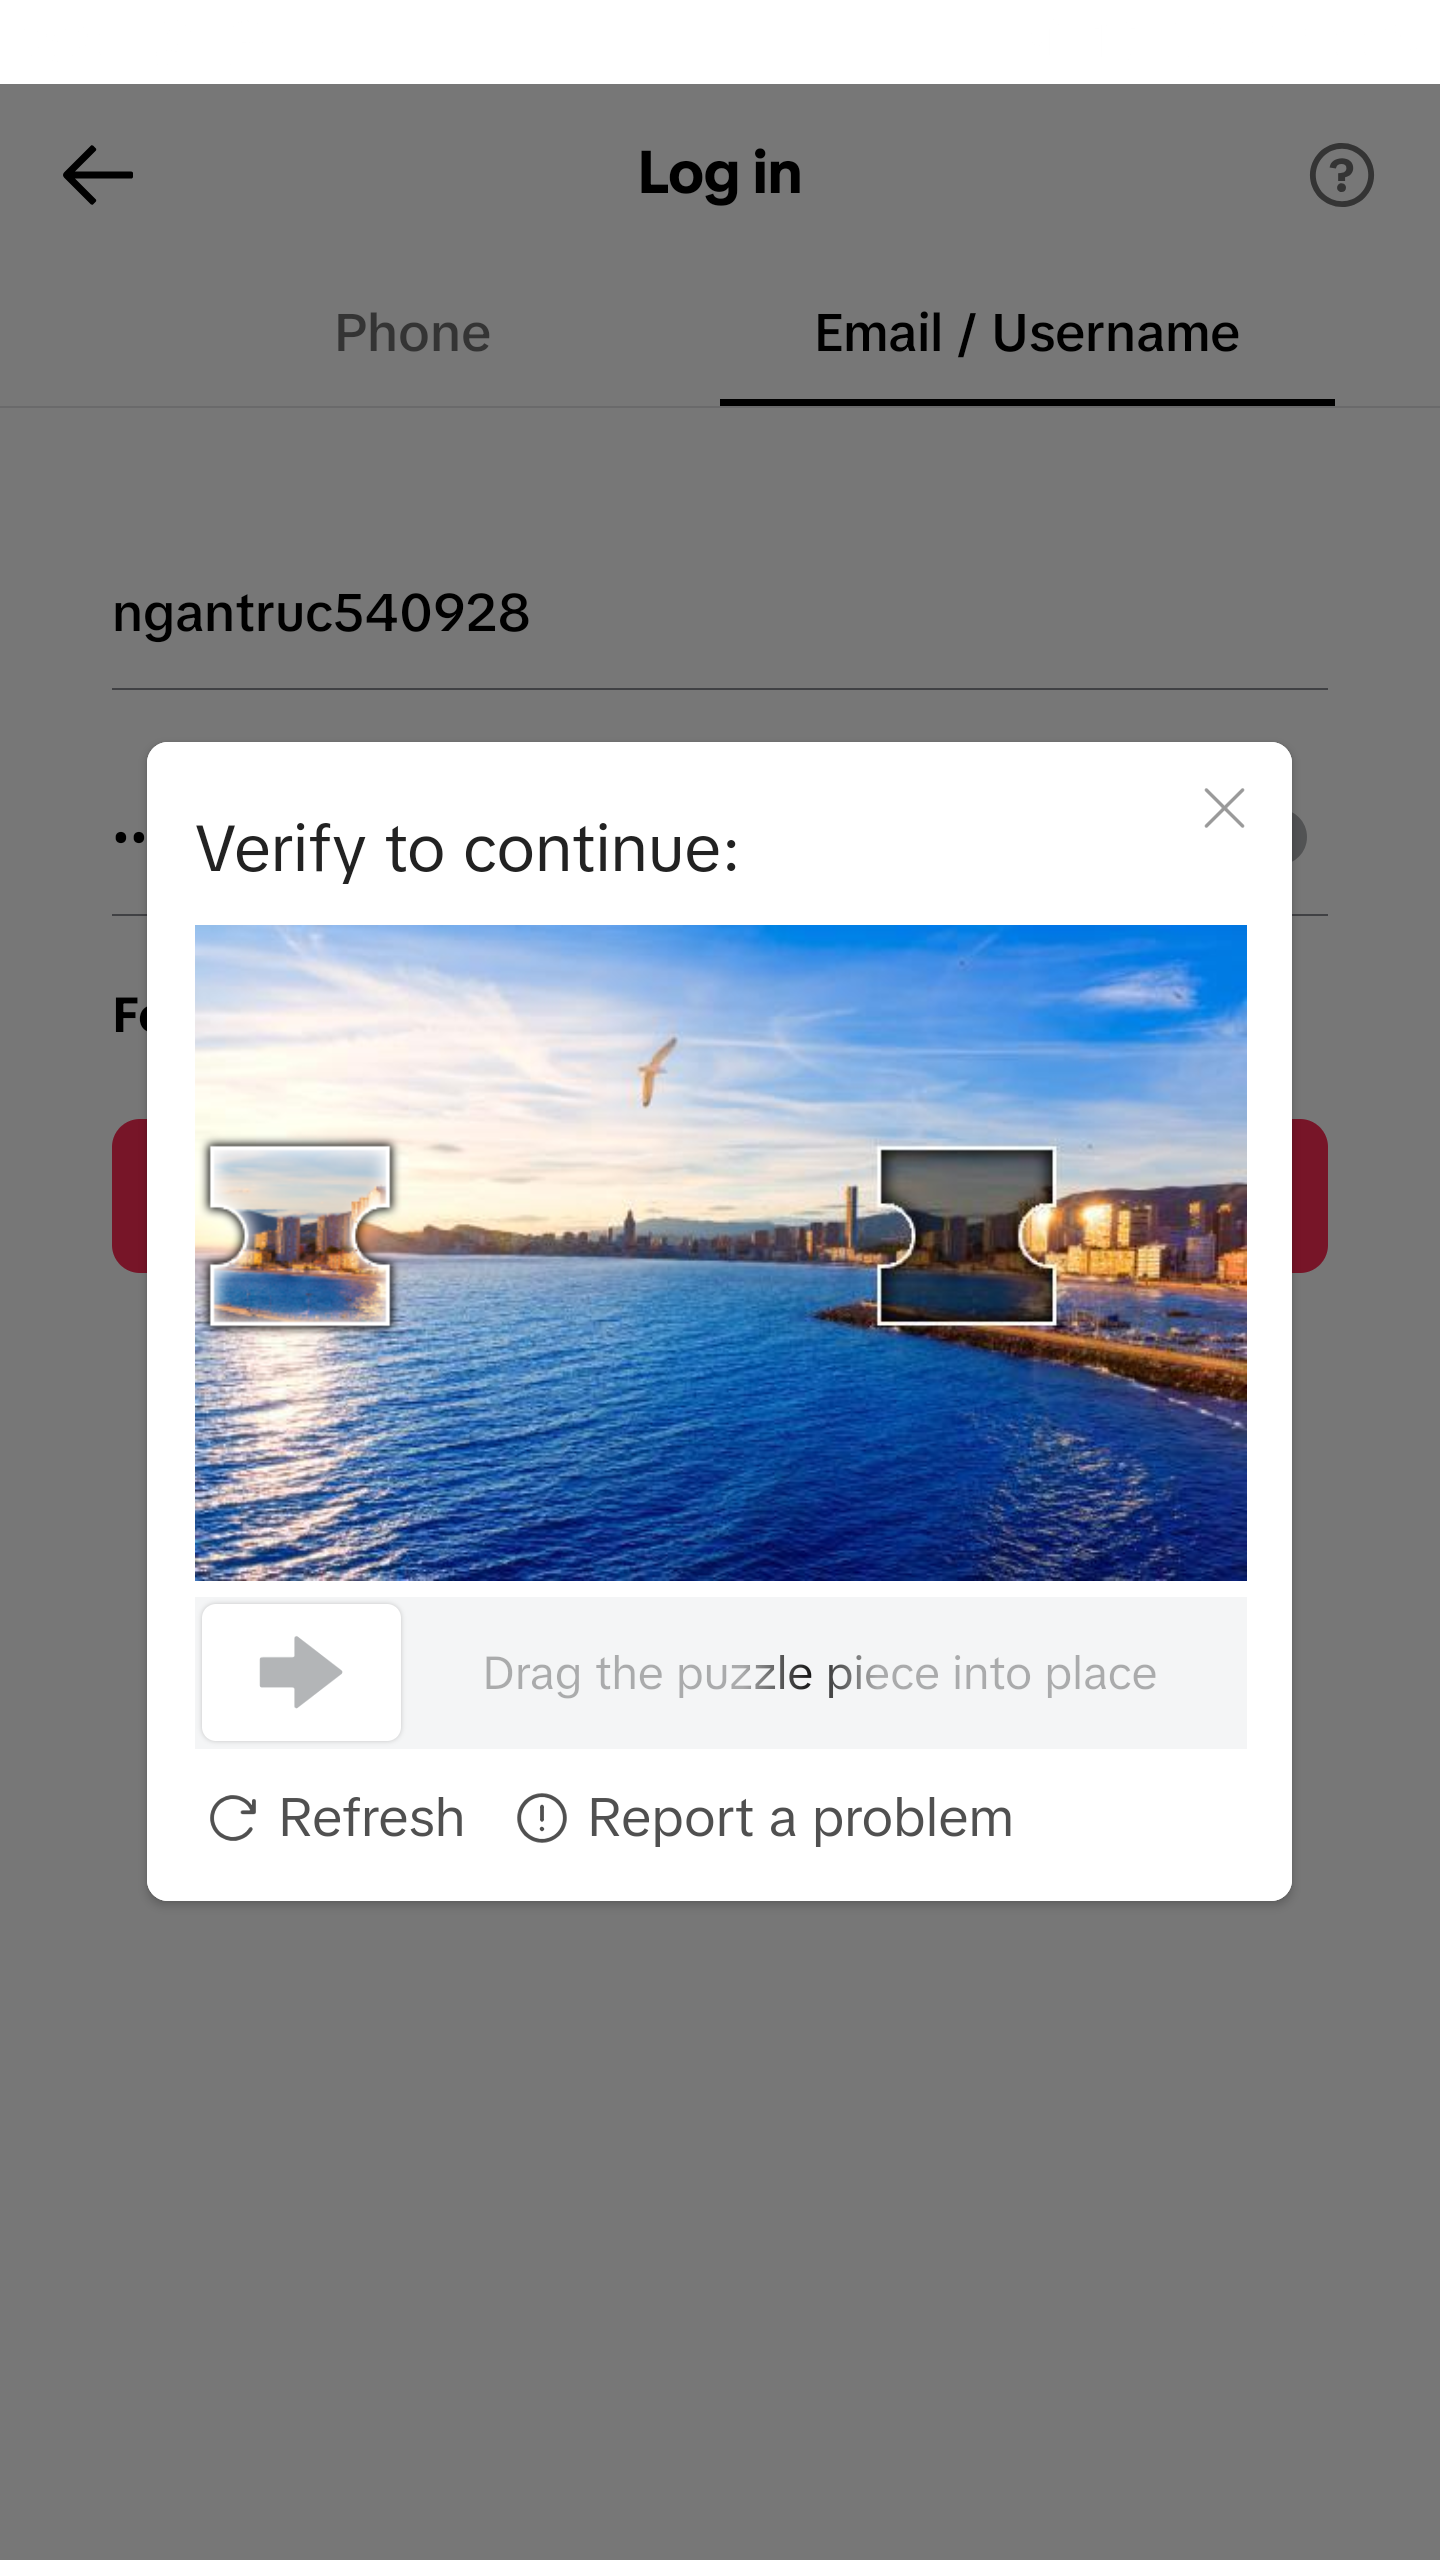 Log in
Phone
Email / Username
ngantruc540928
Verify to continue:
Drag the puzzle piece into place
Refresh
Report a problem